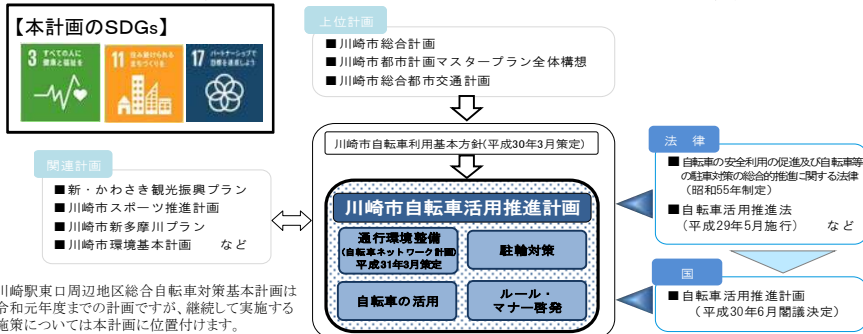 【本計画のSDGs】
3 すべての人に
健康と福祉を
11 住み続けられる
まちづくりを
17 パートナーシップで
目標を達成しよう
上位計画
■川崎市総合計画
■川崎市都市計画マスタープラン全体構想
■川崎市総合都市交通計画
川崎市自転車利用基本方針(平成30年3月策定)
関連計画
■新・かわさき観光振興プラン
■川崎市スポーツ推進計画
■川崎市新多摩川プラン
■川崎市環境基本計画 など
川崎市自転車活用推進計画
通行環境整備
(自転車ネットワーク計画)
平成31年3月策定
駐輪対策
自転車の活用
ルール・
マナー啓発
法 律
■自転車の安全利用の促進及び自転車等
の駐車対策の総合的推進に関する法律
(昭和55年制定)
■自転車活用推進法
(平成29年5月施行) など
国
■自転車活用推進計画
(平成30年6月閣議決定)
川崎駅東口周辺地区総合自転車対策基本計画は
令和元年度までの計画ですが、継続して実施する
施策については本計画に位置付けます。